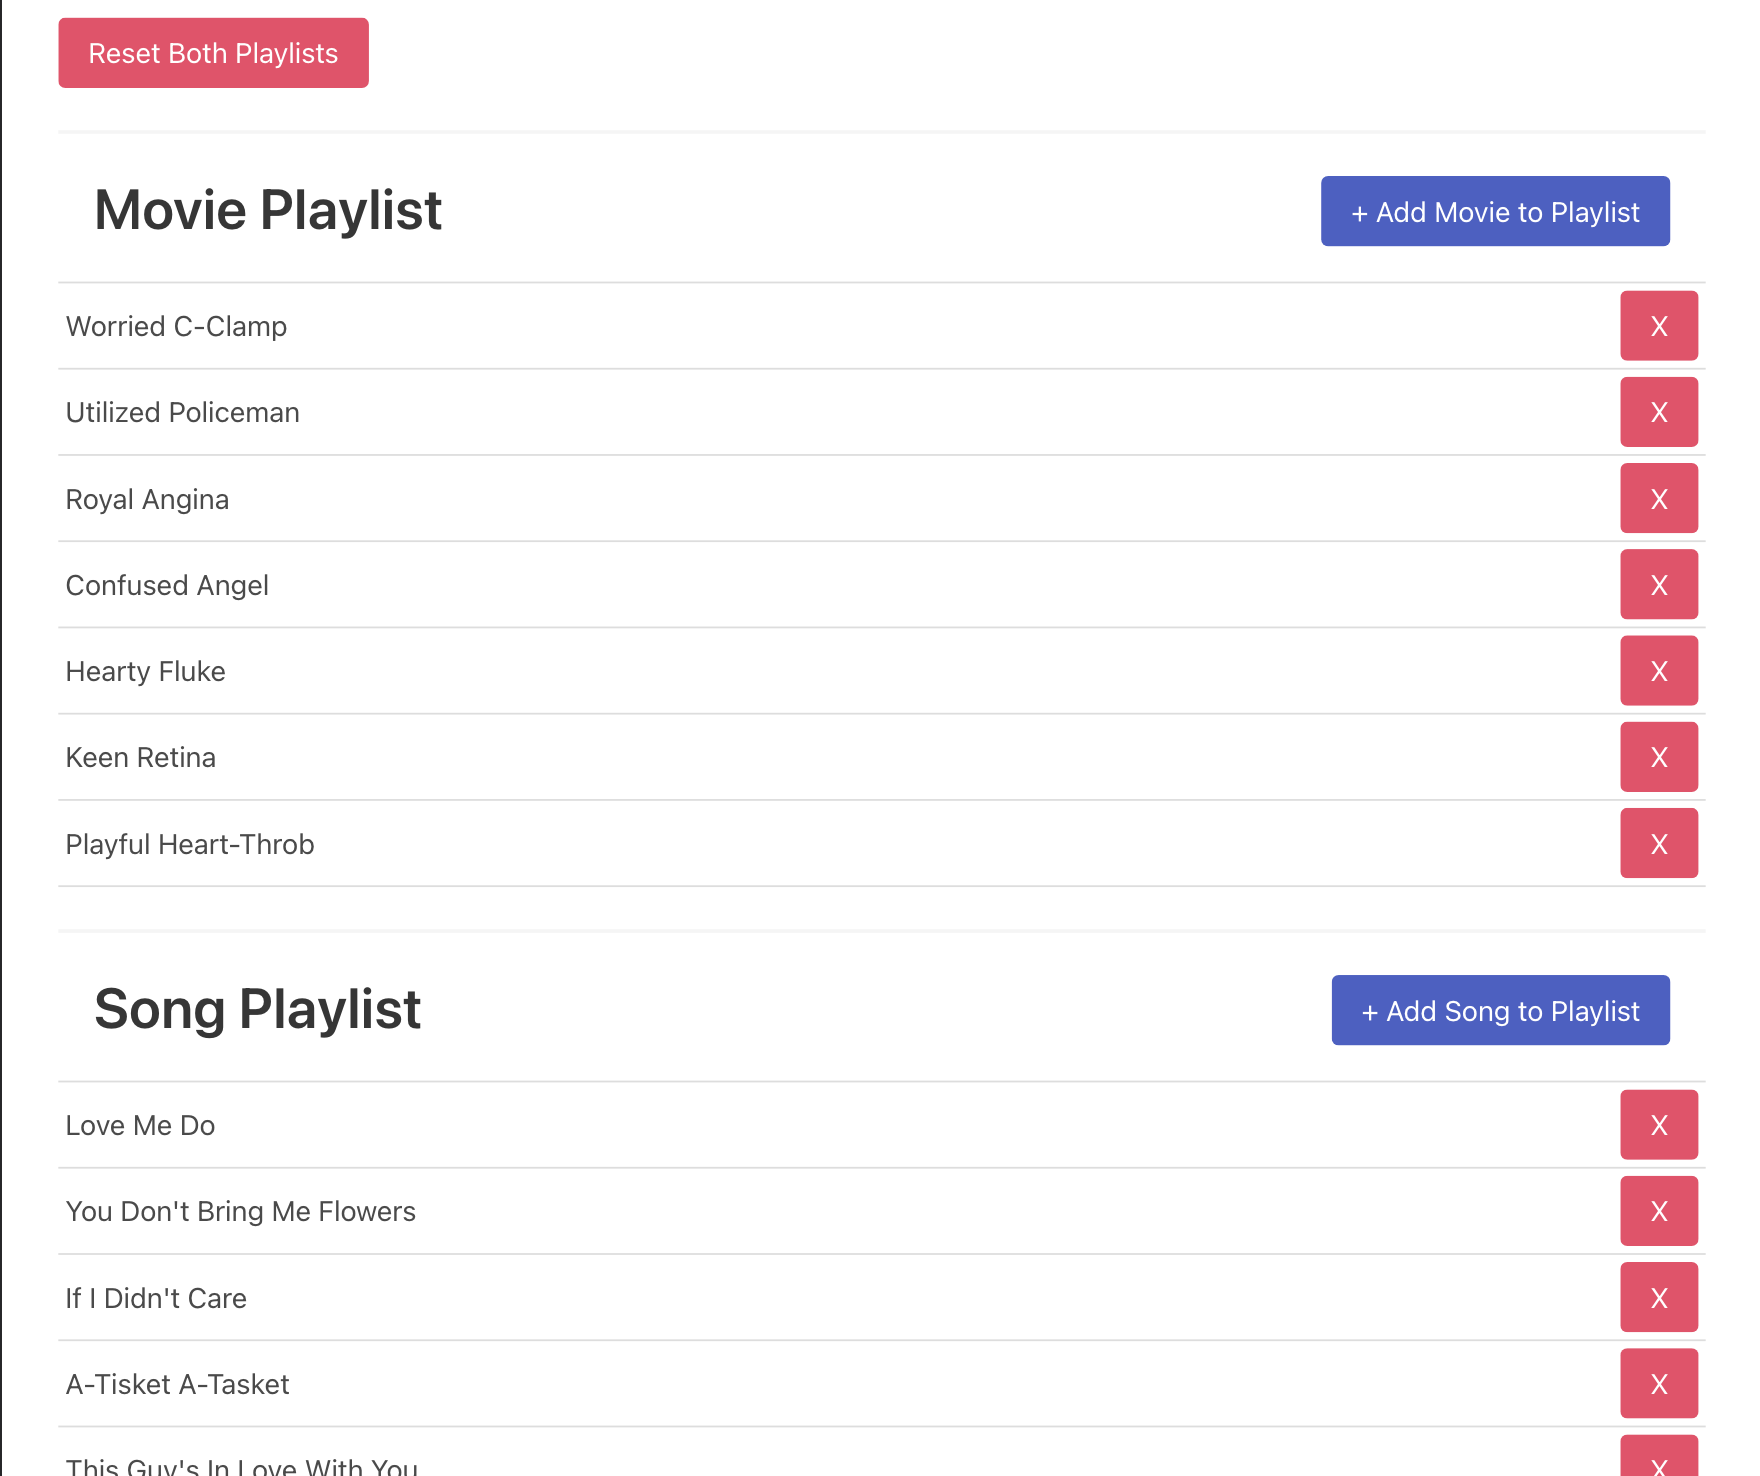 Reset Both Playlists
Movie Playlist
+ Add Movie to Playlist
Worried C-Clamp
X
Utilized Policeman
X
Royal Angina
X
Confused Angel
X
Hearty Fluke
X
Keen Retina
X
Playful Heart-Throb
X
Song Playlist
+ Add Song to Playlist
Love Me Do
X
You Don't Bring Me Flowers
X
If I Didn't Care
X
A-Tisket A-Tasket
X
This Guy's In Love With You
X